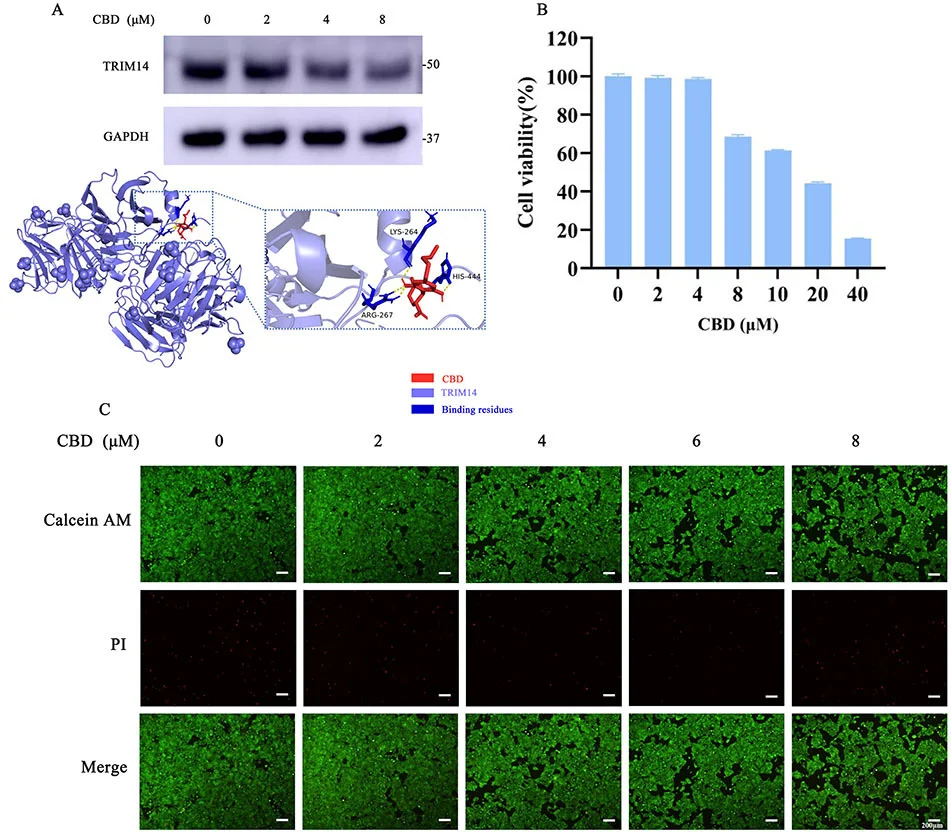 A
CBD (μM) 0 2 4 8
TRIM14
-50
GAPDH
-37
LYS-264
HIS-444
ARG-267
CBD
TRIM14
Binding residues
B
Cell viability(%)
120
100
80
60
40
20
0
0 2 4 8 10 20 40
CBD (μM)
C
CBD (μM) 0 2 4 6 8
Calcein AM
PI
Merge
200μm